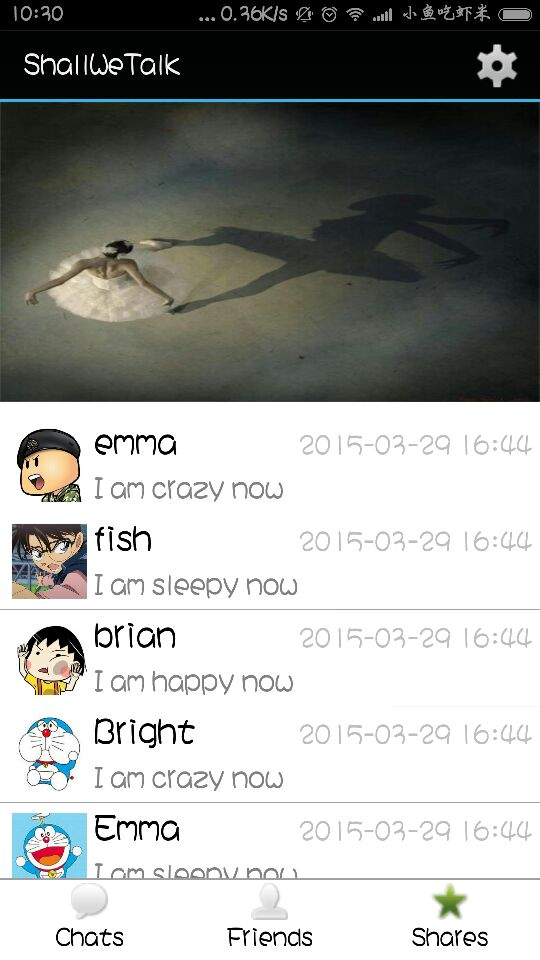 10:30
... 0.36K/s
小鱼吃虾米
ShallWeTalk
emma
2015-03-29 16:44
I am crazy now
fish
2015-03-29 16:44
I am sleepy now
brian
2015-03-29 16:44
I am happy now
Bright
2015-03-29 16:44
I am crazy now
Emma
2015-03-29 16:44
I am sleepy now
Chats
Friends
Shares